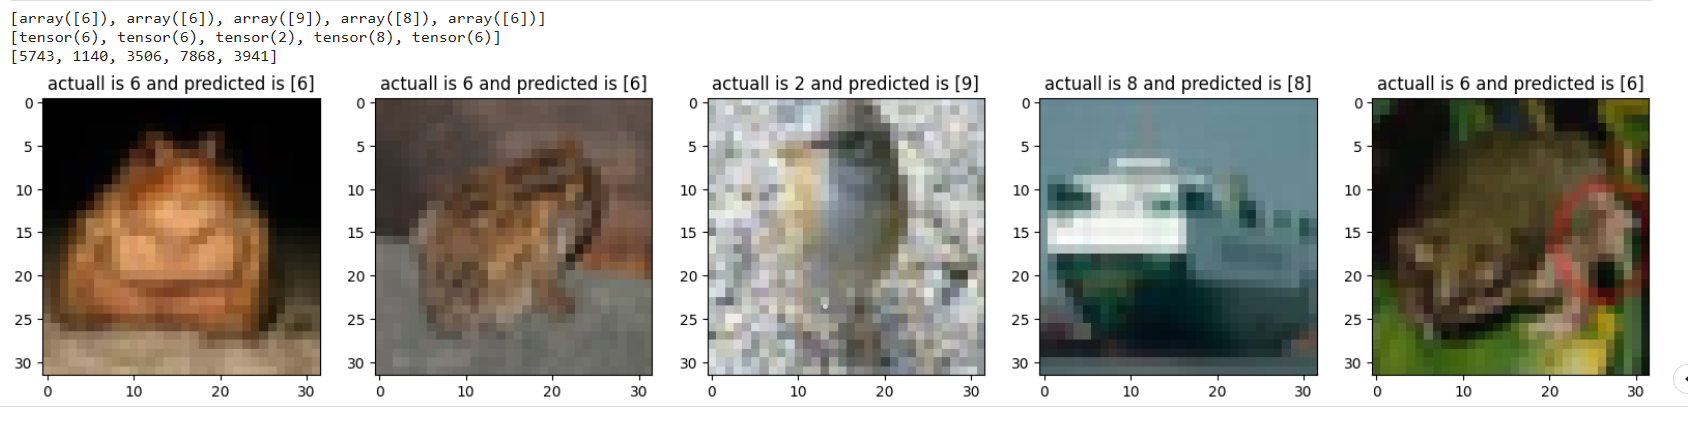 [array([6]), array([6]), array([9]), array([8]), array([6])]
[tensor(6), tensor(6), tensor(2), tensor(8), tensor(6)]
[5743, 1140, 3506, 7868, 3941]
actuall is 6 and predicted is [6]
0
5
10
15
20
25
30
0 10 20 30
actuall is 6 and predicted is [6]
0
5
10
15
20
25
30
0 10 20 30
actuall is 2 and predicted is [9]
0
5
10
15
20
25
30
0 10 20 30
actuall is 8 and predicted is [8]
0
5
10
15
20
25
30
0 10 20 30
actuall is 6 and predicted is [6]
0
5
10
15
20
25
30
0 10 20 30